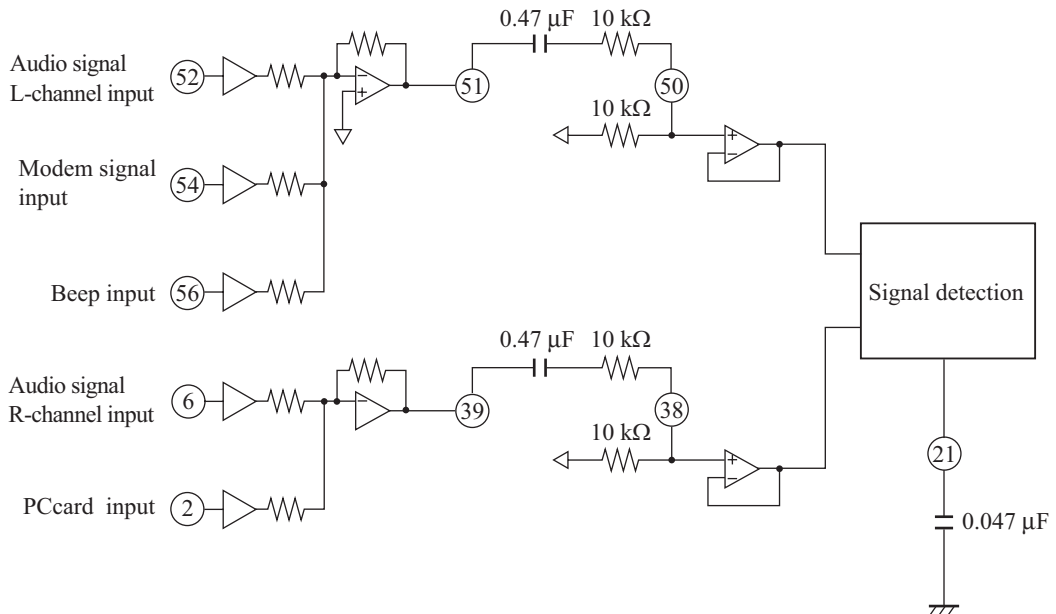 0.47 µF 10 kΩ
Audio signal
L-channel input
52
51
50
10 kΩ
Modem signal
input
54
Beep input
56
Signal detection
0.47 µF 10 kΩ
Audio signal
R-channel input
6
39
38
10 kΩ
21
PCcard input
2
0.047 µF